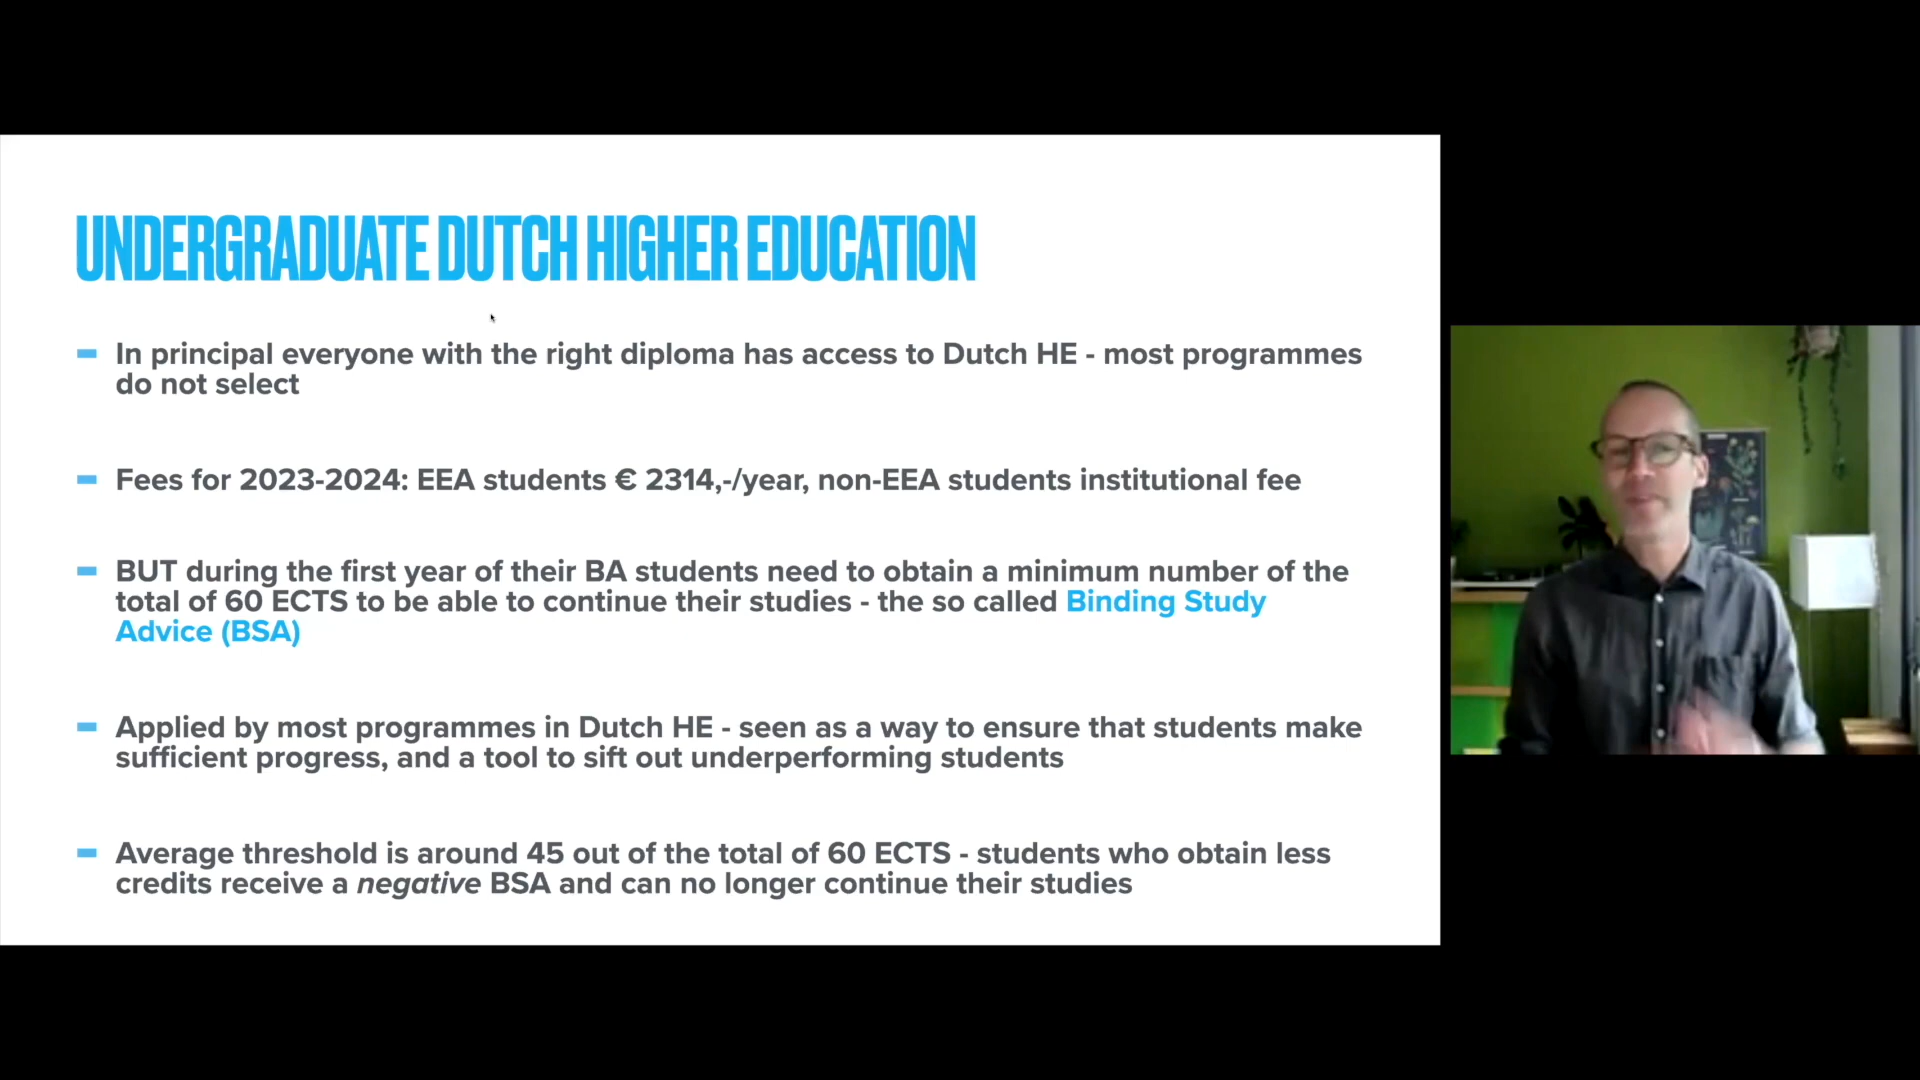 UNDERGRADUATE DUTCH HIGHER EDUCATION
In principal everyone with the right diploma has access to Dutch HE - most programmes
do not select
Fees for 2023-2024: EEA students € 2314,-/year, non-EEA students institutional fee
BUT during the first year of their BA students need to obtain a minimum number of the
total of 60 ECTS to be able to continue their studies - the so called Binding Study
Advice (BSA)
Applied by most programmes in Dutch HE - seen as a way to ensure that students make
sufficient progress, and a tool to sift out underperforming students
Average threshold is around 45 out of the total of 60 ECTS - students who obtain less
credits receive a negative BSA and can no longer continue their studies